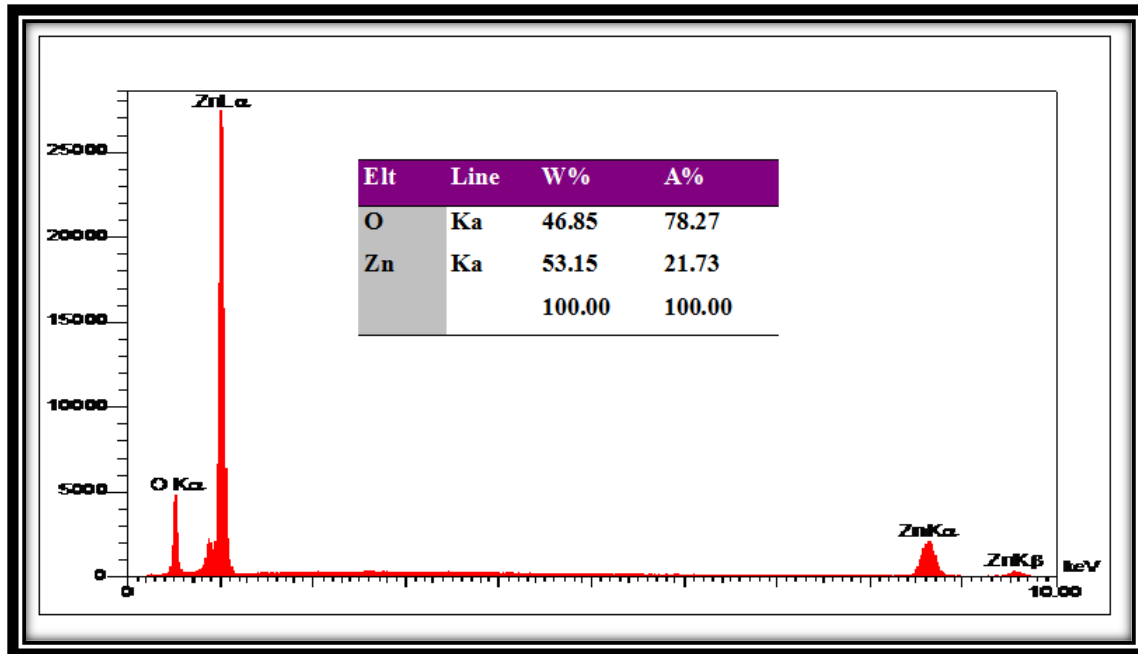 ZnLα
25000
20000
15000
10000
5000
0
O Kα
ZnKα
ZnKβ
keV
0
10.00
Elt Line W% A%
O Ka 46.85 78.27
Zn Ka 53.15 21.73
100.00 100.00